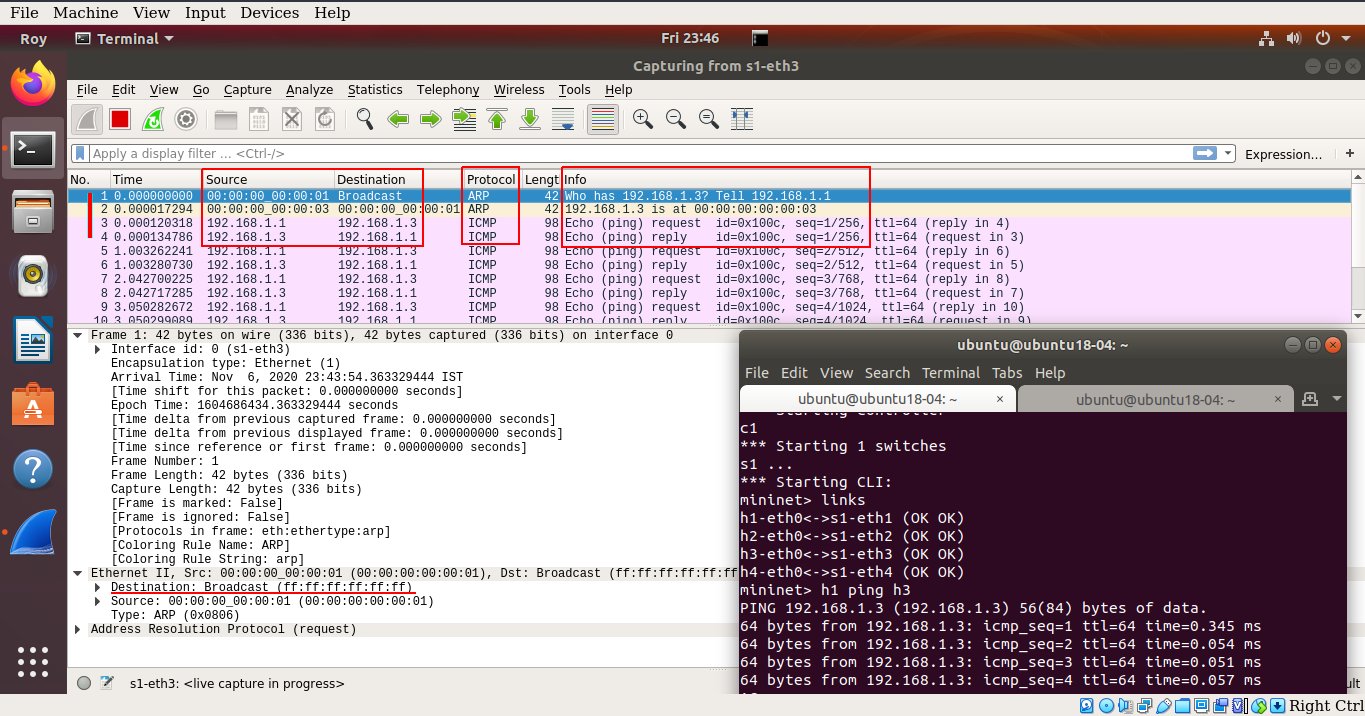 File Machine View Input Devices Help
Roy Terminal Fri 23:46
Capturing from s1-eth3
File Edit View Go Capture Analyze Statistics Telephony Wireless Tools Help
Apply a display filter ... <Ctrl-/> Expression... +
No. Time Source Destination Protocol Lengt Info
1 0.000000000 00:00:00_00:00:01 Broadcast ARP 42 Who has 192.168.1.3? Tell 192.168.1.1
2 0.000017294 00:00:00_00:00:03 00:00:00_00:00:01 ARP 42 192.168.1.3 is at 00:00:00:00:00:03
3 0.000120318 192.168.1.1 192.168.1.3 ICMP 98 Echo (ping) request id=0x100c, seq=1/256, ttl=64 (reply in 4)
4 0.000134786 192.168.1.3 192.168.1.1 ICMP 98 Echo (ping) reply id=0x100c, seq=1/256, ttl=64 (request in 3)
5 1.003262241 192.168.1.1 192.168.1.3 ICMP 98 Echo (ping) request id=0x100c, seq=2/512, ttl=64 (reply in 6)
6 1.003280730 192.168.1.3 192.168.1.1 ICMP 98 Echo (ping) reply id=0x100c, seq=2/512, ttl=64 (request in 5)
7 2.042700225 192.168.1.1 192.168.1.3 ICMP 98 Echo (ping) request id=0x100c, seq=3/768, ttl=64 (reply in 8)
8 2.042717285 192.168.1.3 192.168.1.1 ICMP 98 Echo (ping) reply id=0x100c, seq=3/768, ttl=64 (request in 7)
9 3.050282672 192.168.1.1 192.168.1.3 ICMP 98 Echo (ping) request id=0x100c, seq=4/1024, ttl=64 (reply in 10)
10 3.050299089 192.168.1.3 192.168.1.1 ICMP 98 Echo (ping) reply id=0x100c, seq=4/1024, ttl=64 (request in 9)
Frame 1: 42 bytes on wire (336 bits), 42 bytes captured (336 bits) on interface 0
Interface id: 0 (s1-eth3)
Encapsulation type: Ethernet (1)
Arrival Time: Nov 6, 2020 23:43:54.363329444 IST
[Time shift for this packet: 0.000000000 seconds]
Epoch Time: 1604686434.363329444 seconds
[Time delta from previous captured frame: 0.000000000 seconds]
[Time delta from previous displayed frame: 0.000000000 seconds]
[Time since reference or first frame: 0.000000000 seconds]
Frame Number: 1
Frame Length: 42 bytes (336 bits)
Capture Length: 42 bytes (336 bits)
[Frame is marked: False]
[Frame is ignored: False]
[Protocols in frame: eth:ethertype:arp]
[Coloring Rule Name: ARP]
[Coloring Rule String: arp]
Ethernet II, Src: 00:00:00_00:00:01 (00:00:00:00:00:01), Dst: Broadcast (ff:ff:ff:ff:ff:ff
Destination: Broadcast (ff:ff:ff:ff:ff:ff)
Source: 00:00:00_00:00:01 (00:00:00:00:00:01)
Type: ARP (0x0806)
Address Resolution Protocol (request)
s1-eth3: <live capture in progress>
ubuntu@ubuntu18-04: ~
File Edit View Search Terminal Tabs Help
ubuntu@ubuntu18-04: ~ × ubuntu@ubuntu18-04: ~ ×
Starting controller
c1
*** Starting 1 switches
s1 ...
*** Starting CLI:
mininet> links
h1-eth0<->s1-eth1 (OK OK)
h2-eth0<->s1-eth2 (OK OK)
h3-eth0<->s1-eth3 (OK OK)
h4-eth0<->s1-eth4 (OK OK)
mininet> h1 ping h3
PING 192.168.1.3 (192.168.1.3) 56(84) bytes of data.
64 bytes from 192.168.1.3: icmp_seq=1 ttl=64 time=0.345 ms
64 bytes from 192.168.1.3: icmp_seq=2 ttl=64 time=0.054 ms
64 bytes from 192.168.1.3: icmp_seq=3 ttl=64 time=0.051 ms
64 bytes from 192.168.1.3: icmp_seq=4 ttl=64 time=0.057 ms
ult
Right Ctrl